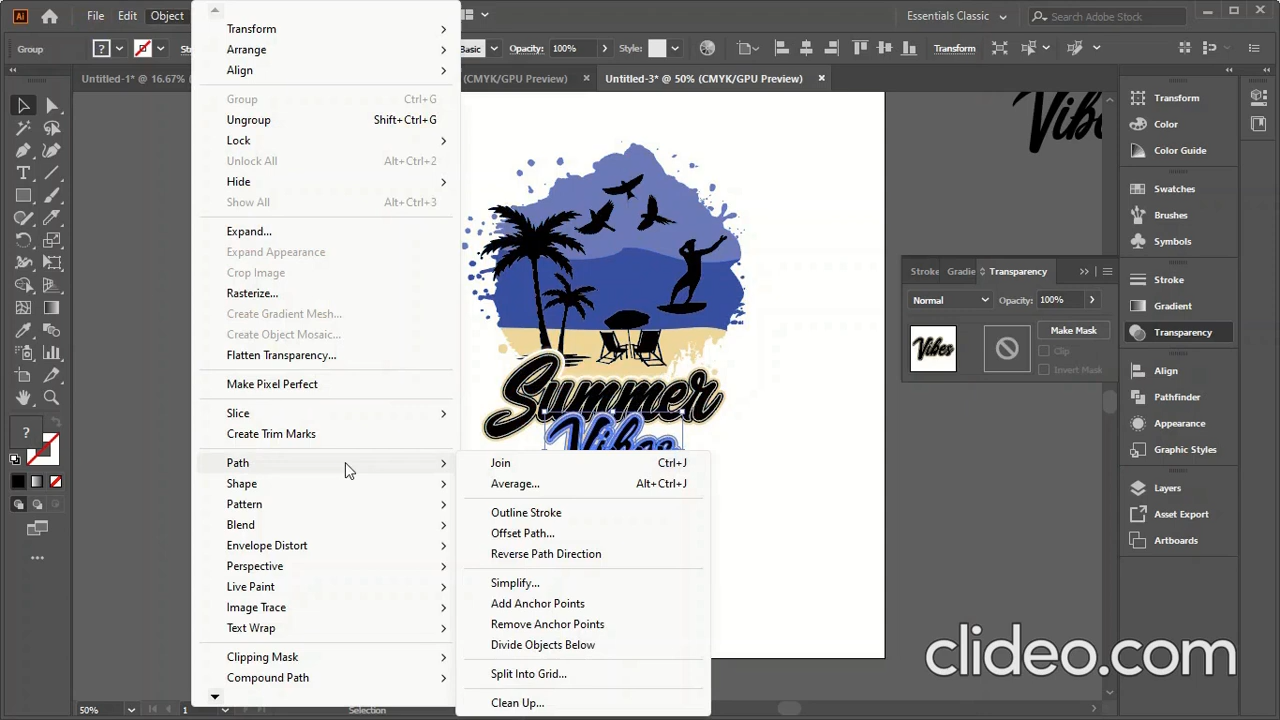 Ai File Edit Object Essentials Classic Search Adobe Stock
Group ? Basic Opacity: 100% Style: Transform
Untitled-1* @ 16.67% (CMYK/GPU Preview) × Untitled-3* @ 50% (CMYK/GPU Preview) ×
Transform
Arrange
Align
Group Ctrl+G
Ungroup Shift+Ctrl+G
Lock
Unlock All Alt+Ctrl+2
Hide
Show All Alt+Ctrl+3
Expand...
Expand Appearance
Crop Image
Rasterize...
Create Gradient Mesh...
Create Object Mosaic...
Flatten Transparency...
Make Pixel Perfect
Slice
Create Trim Marks
Path
Shape
Pattern
Blend
Envelope Distort
Perspective
Live Paint
Image Trace
Text Wrap
Clipping Mask
Compound Path
Join Ctrl+J
Average... Alt+Ctrl+J
Outline Stroke
Offset Path...
Reverse Path Direction
Simplify...
Add Anchor Points
Remove Anchor Points
Divide Objects Below
Split Into Grid...
Clean Up...
Summer
Vibes
Stroke Gradie Transparency
Normal Opacity: 100%
Vibes
Make Mask
Clip
Invert Mask
Transform
Color
Color Guide
Swatches
Brushes
Symbols
Stroke
Gradient
Transparency
Align
Pathfinder
Appearance
Graphic Styles
Layers
Asset Export
Artboards
clideo.com
50% 1 Selection